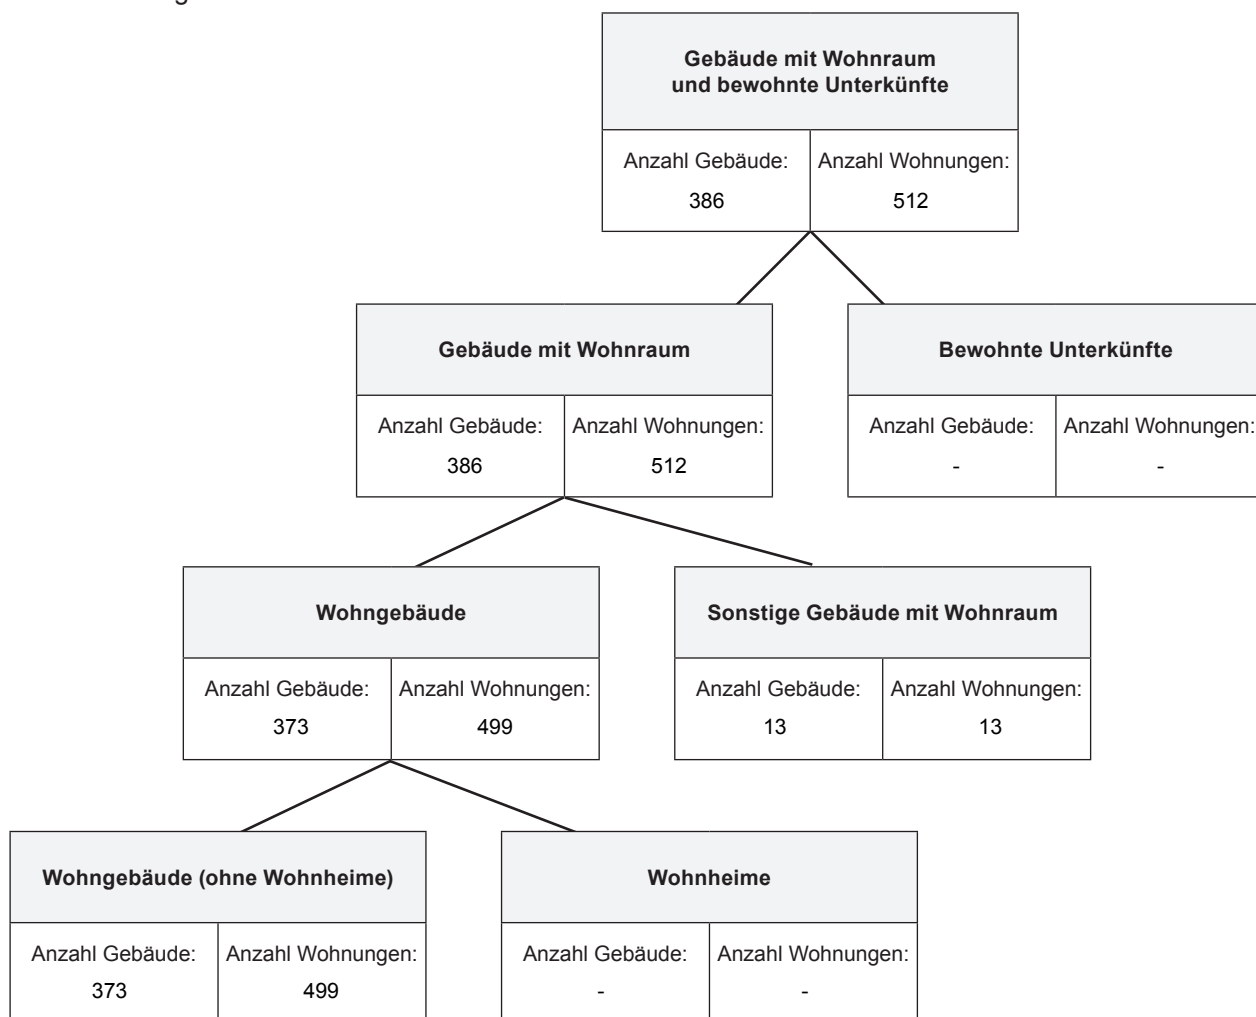 Gebäude mit Wohnraum
und bewohnte Unterkünfte
Anzahl Gebäude: Anzahl Wohnungen:
386 512
Gebäude mit Wohnraum Bewohnte Unterkünfte
Anzahl Gebäude: Anzahl Wohnungen: Anzahl Gebäude: Anzahl Wohnungen:
386 512 - -
Wohngebäude Sonstige Gebäude mit Wohnraum
Anzahl Gebäude: Anzahl Wohnungen: Anzahl Gebäude: Anzahl Wohnungen:
373 499 13 13
Wohngebäude (ohne Wohnheime) Wohnheime
Anzahl Gebäude: Anzahl Wohnungen: Anzahl Gebäude: Anzahl Wohnungen:
373 499 - -